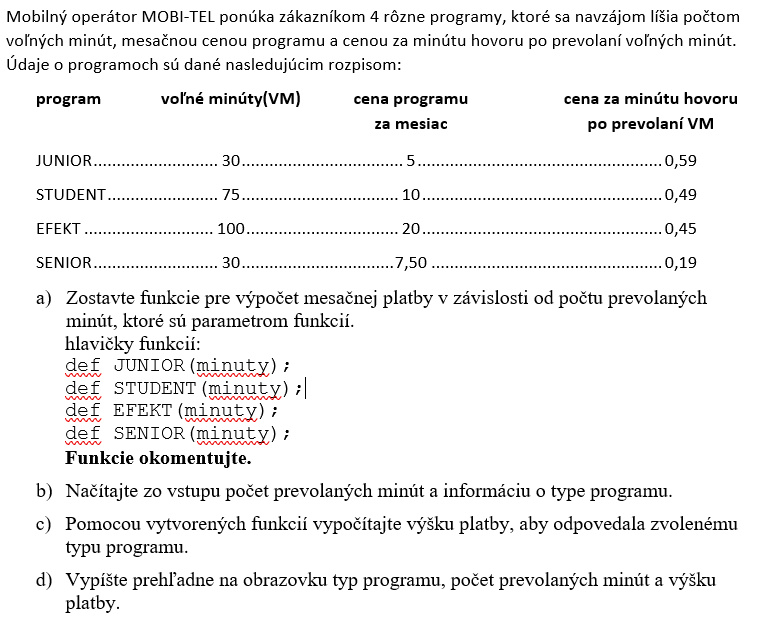 Mobilný operátor MOBI-TEL ponúka zákazníkom 4 rôzne programy, ktoré sa navzájom líšia počtom
voľných minút, mesačnou cenou programu a cenou za minútu hovoru po prevolaní voľných minút.
Údaje o programoch sú dané nasledujúcim rozpisom:
program voľné minúty(VM) cena programu cena za minútu hovoru
za mesiac po prevolaní VM
JUNIOR............................ 30.................................... 5...................................................... 0,59
STUDENT......................... 75.................................... 10..................................................... 0,49
EFEKT ............................. 100................................... 20..................................................... 0,45
SENIOR............................ 30...................................7,50 ................................................... 0,19
a) Zostavte funkcie pre výpočet mesačnej platby v závislosti od počtu prevolaných
minút, ktoré sú parametrom funkcií.
hlavičky funkcií:
def JUNIOR(minuty);
def STUDENT(minuty);
def EFEKT(minuty);
def SENIOR(minuty);
Funkcie okomentujte.
b) Načítajte zo vstupu počet prevolaných minút a informáciu o type programu.
c) Pomocou vytvorených funkcií vypočítajte výšku platby, aby odpovedala zvolenému
typu programu.
d) Vypíšte prehľadne na obrazovku typ programu, počet prevolaných minút a výšku
platby.